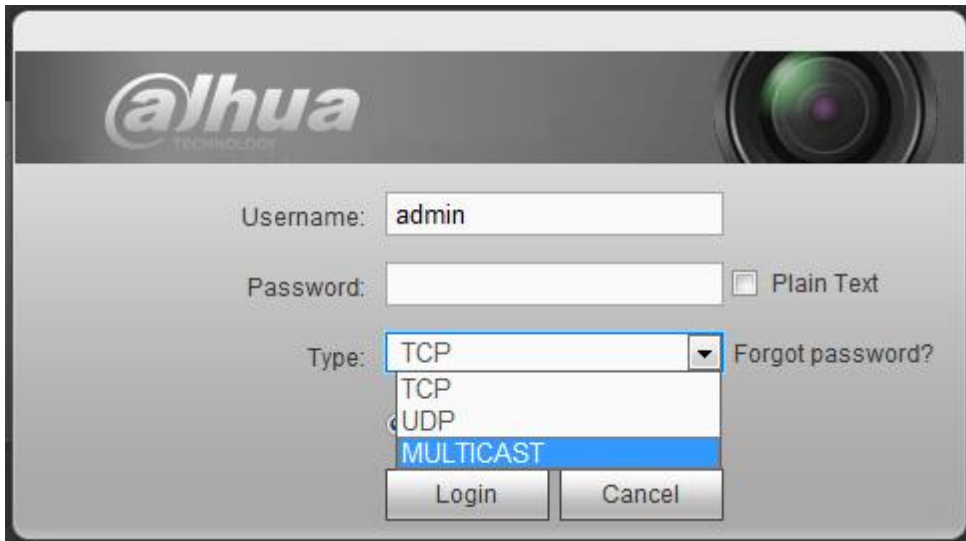 alhua
TECHNOLOGY
Username: admin
Password: Plain Text
Type: TCP Forgot password?
TCP
UDP
MULTICAST
Login Cancel